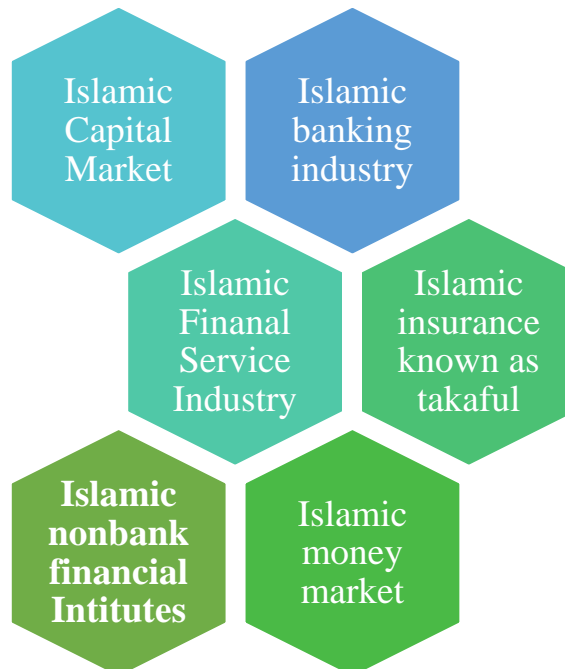 Islamic
Capital
Market
Islamic
banking
industry
Islamic
Finanal
Service
Industry
Islamic
insurance
known as
takaful
Islamic
nonbank
financial
Intitutes
Islamic
money
market